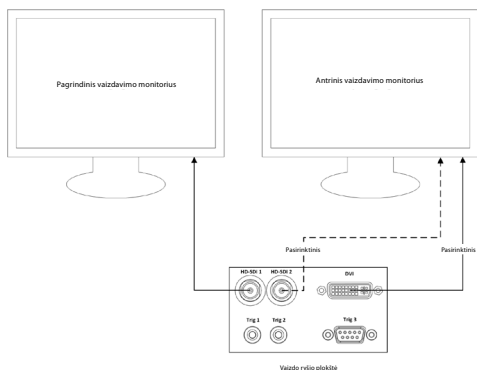 Pagrindinis vaizdavimo monitorius
Antrinis vaizdavimo monitorius
Pasirinktinis
Pasirinktinis
HD-SDI 1
HD-SDI 2
DVI
Trig 1
Trig 2
Trig 3
Vaizdo ryšio plokštė